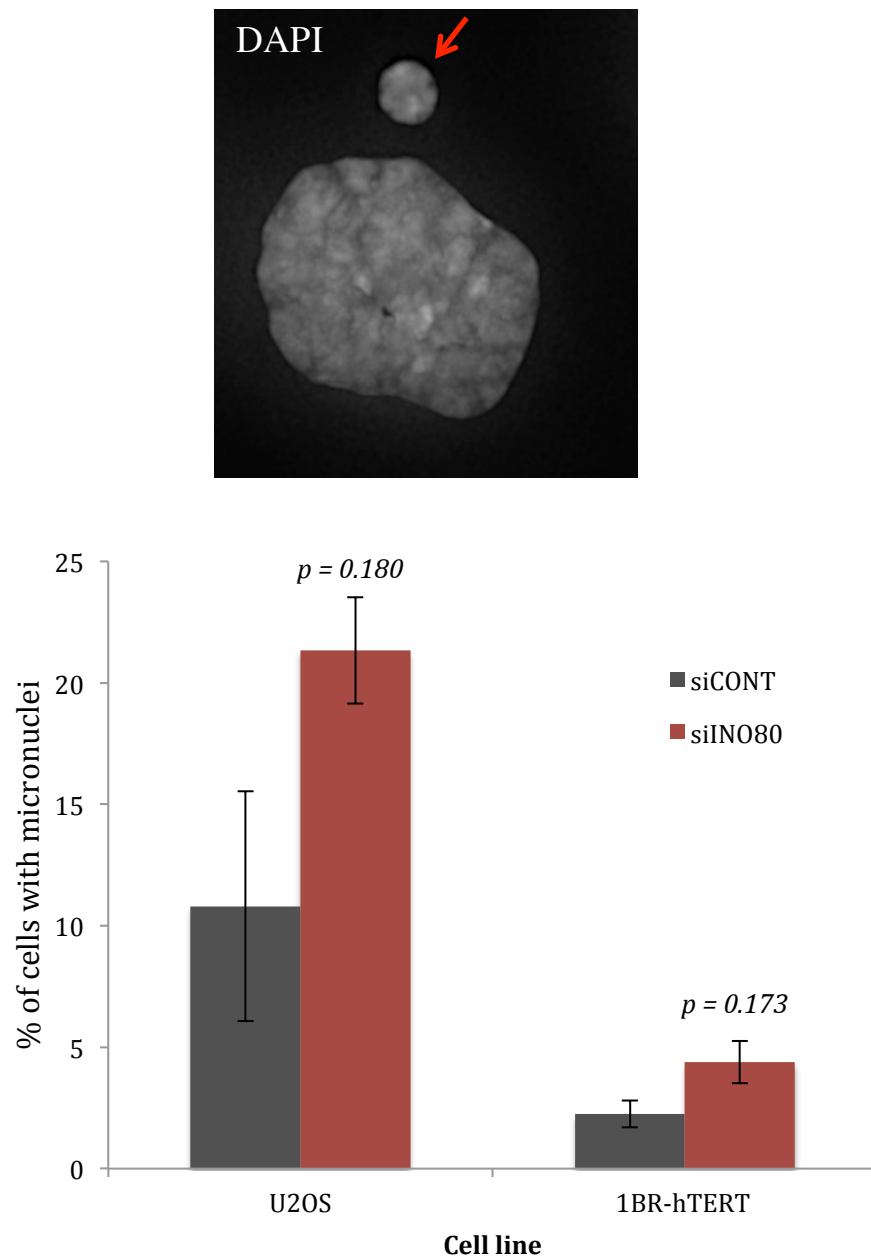 DAPI
25
20
15
10
5
0
% of cells with micronuclei
p = 0.180
p = 0.173
siCONT
siINO80
U2OS
1BR-hTERT
Cell line